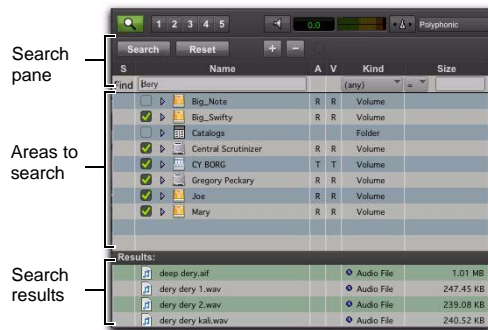 1 2 3 4 5 0.0 Polyphonic
Search Reset + −
S Name A V Kind Size
Find dery (any) =
Big_Note R R Volume
Big_Swifty R R Volume
Catalogs Folder
Central Scrutinizer R R Volume
CY BORG T T Volume
Gregory Peckary R R Volume
Joe R R Volume
Mary R R Volume
Results:
deep dery.aif Audio File 1.01 MB
dery dery 1.wav Audio File 247.45 KB
dery dery 2.wav Audio File 239.08 KB
dery dery kali.wav Audio File 240.52 KB
Search
pane
Areas to
search
Search
results